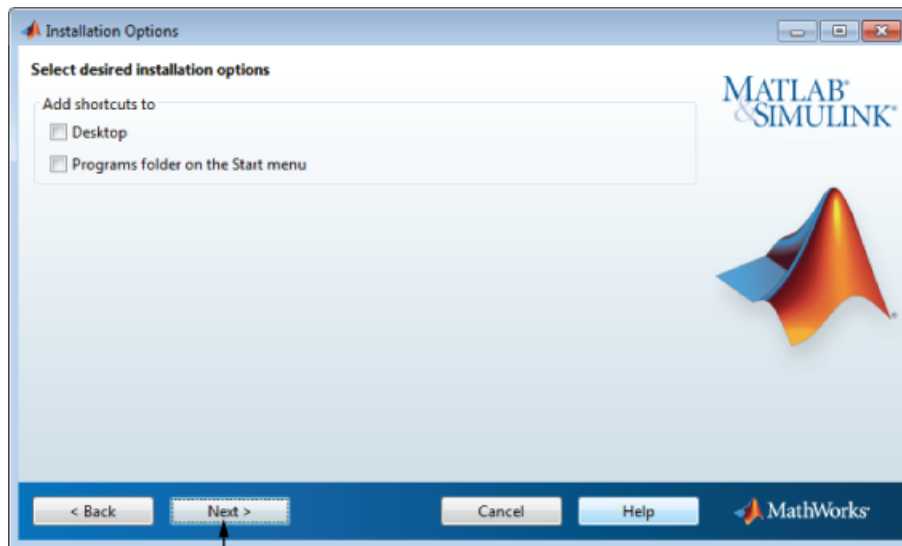 Installation Options
Select desired installation options
Add shortcuts to
Desktop
Programs folder on the Start menu
MATLAB®
&SIMULINK®
< Back
Next >
Cancel
Help
MathWorks®